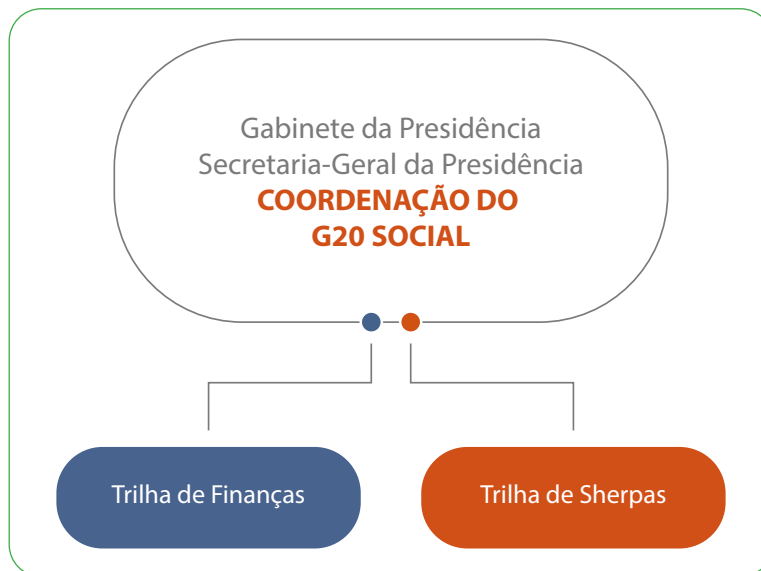 Gabinete da Presidência
Secretaria-Geral da Presidência
COORDENAÇÃO DO
G20 SOCIAL
Trilha de Finanças
Trilha de Sherpas